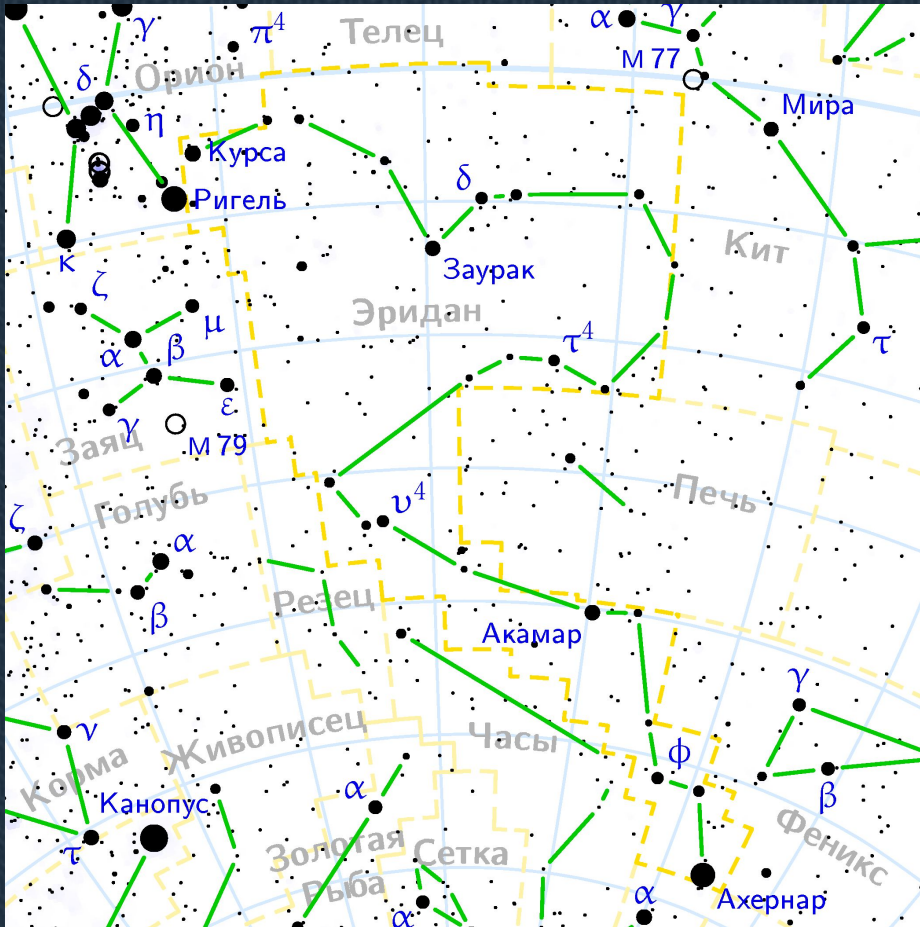 γ
π⁴
Телец
α
γ
M 77
Мира
Орион
δ
η
Курса
Ригель
δ
Кит
κ
Заурак
ζ
Эридан
μ
α
β
τ⁴
τ
ε
γ
Заяц
M 79
Голубь
υ⁴
Печь
ζ
α
β
Резец
Акамар
γ
ν
Живописец
Часы
Корма
φ
β
Канопус
α
Феникс
τ
Золотая
Рыба
Сетка
α
α
Ахернар